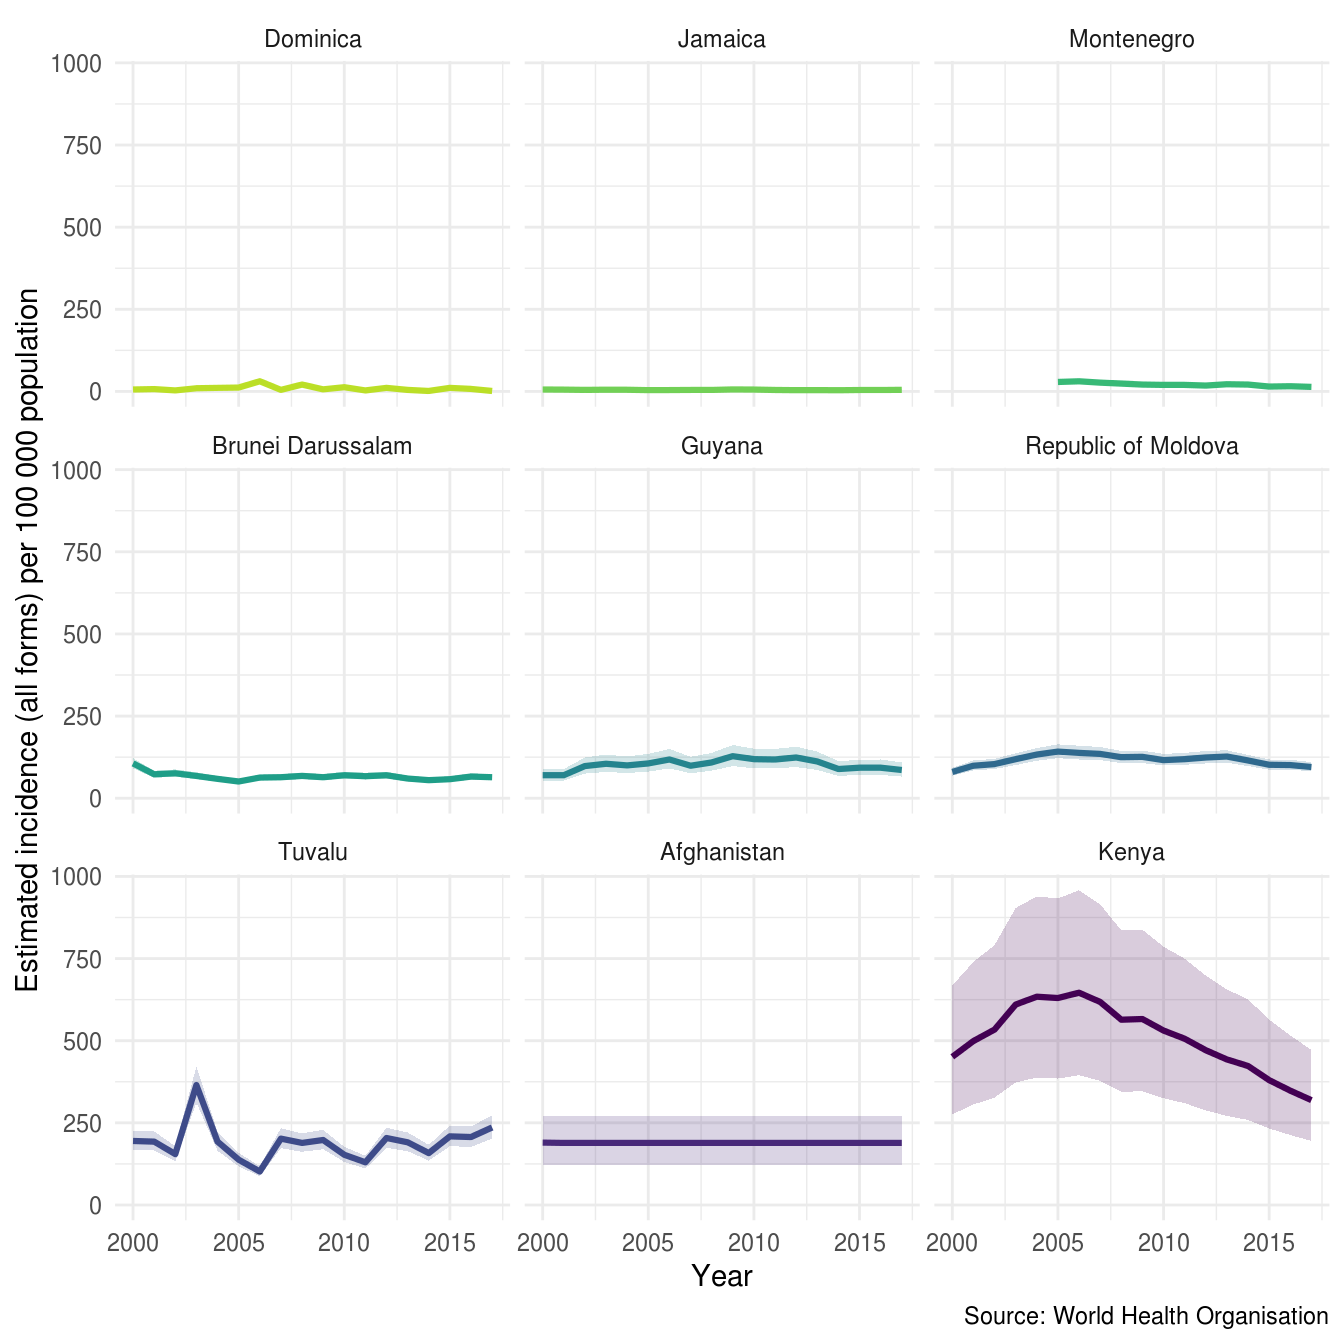 Dominica Jamaica Montenegro
1000
750
500
250
0
Brunei Darussalam Guyana Republic of Moldova
1000
750
500
250
0
Tuvalu Afghanistan Kenya
1000
750
500
250
0
2000 2005 2010 2015 2000 2005 2010 2015 2000 2005 2010 2015
Year
Estimated incidence (all forms) per 100 000 population
Source: World Health Organisation